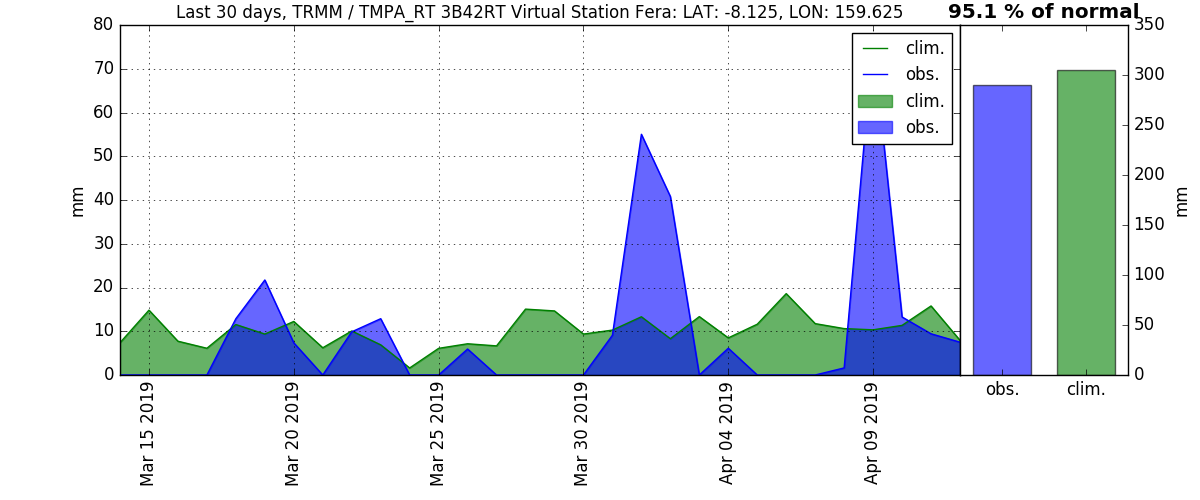 Last 30 days, TRMM / TMPA_RT 3B42RT Virtual Station Fera: LAT: -8.125, LON: 159.625
95.1 % of normal
80
70
60
50
40
30
20
10
0
mm
clim.
obs.
clim.
obs.
350
300
250
200
150
100
50
0
mm
Mar 15 2019
Mar 20 2019
Mar 25 2019
Mar 30 2019
Apr 04 2019
Apr 09 2019
obs.
clim.